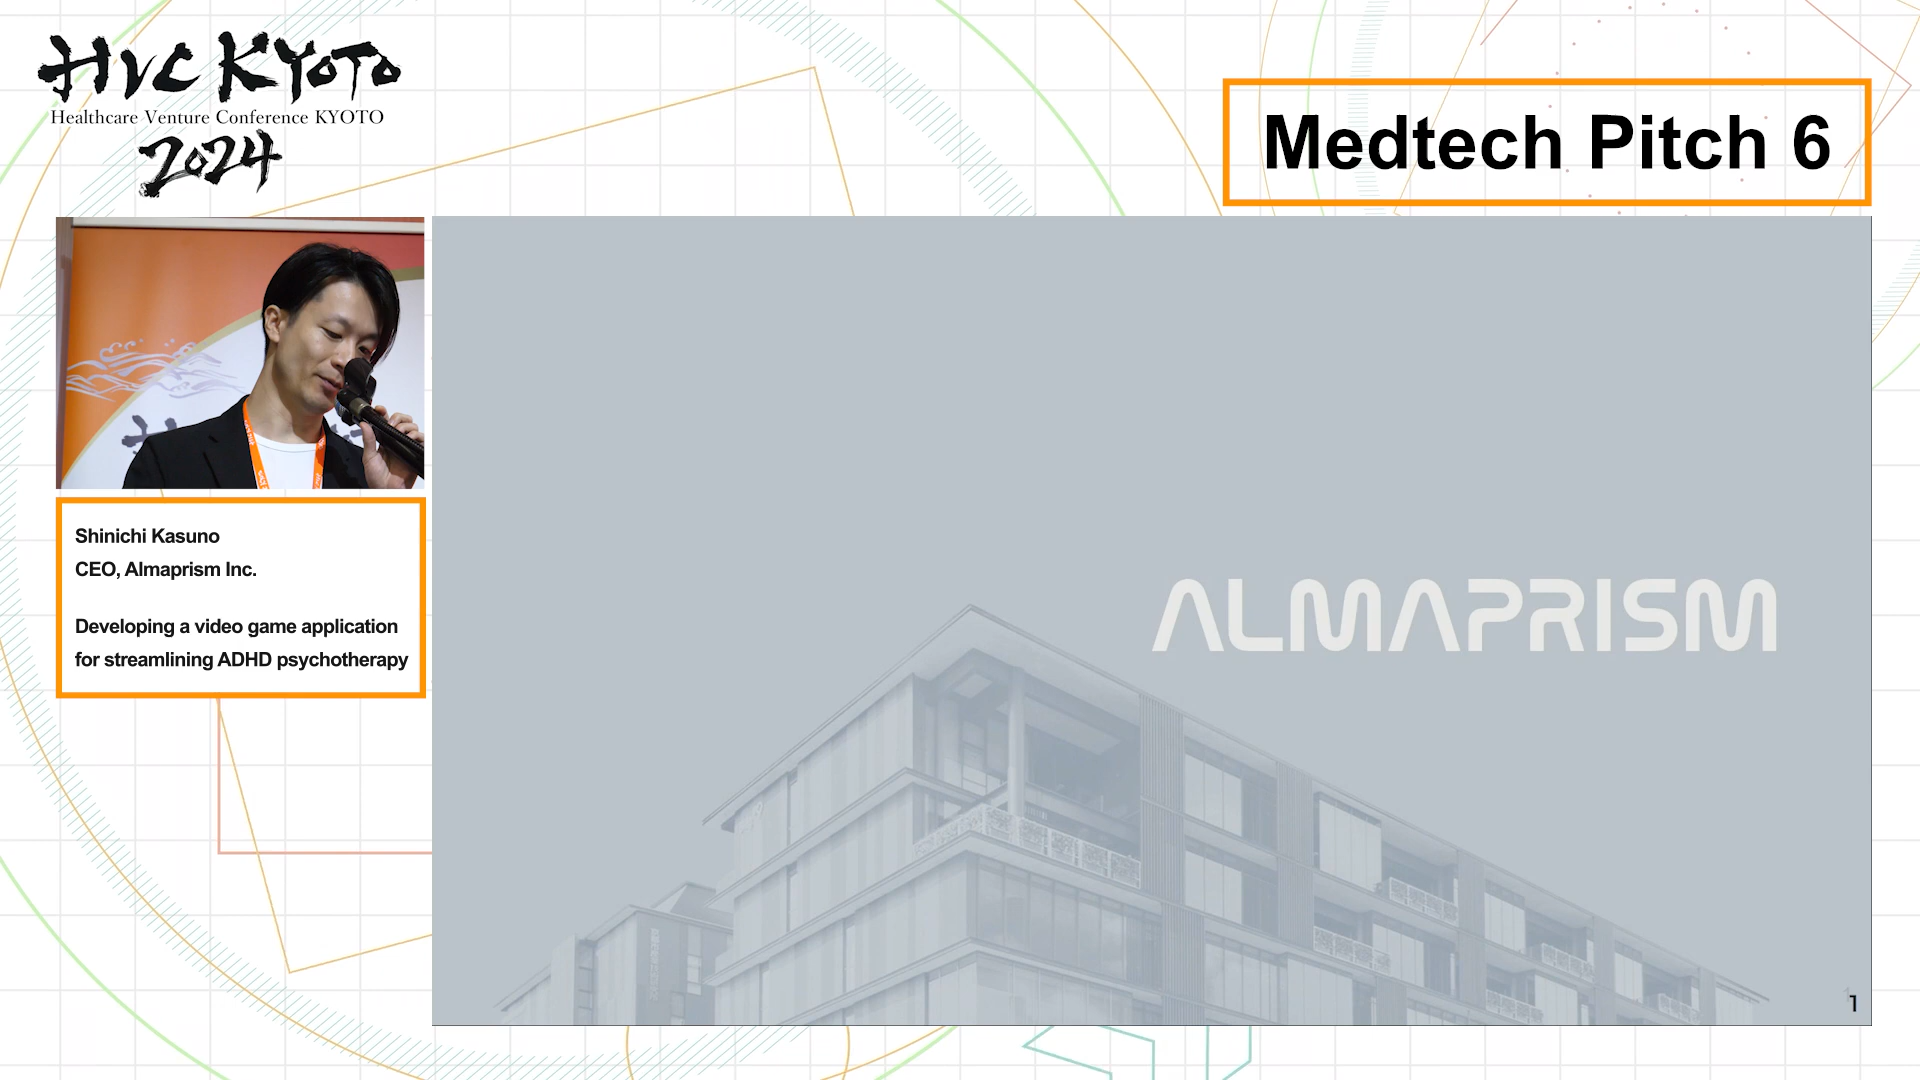 HVC KYOTO
Healthcare Venture Conference KYOTO
2024
Medtech Pitch 6
Shinichi Kasuno
CEO, Almaprism Inc.
Developing a video game application
for streamlining ADHD psychotherapy
ALMAPRISM
1